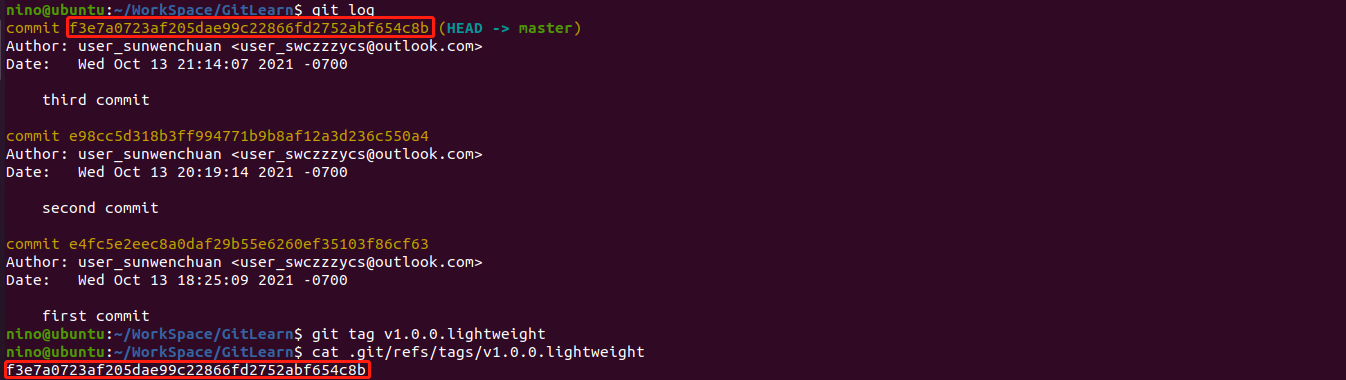 nino@ubuntu:~/WorkSpace/GitLearn$ git log
commit f3e7a0723af205dae99c22866fd2752abf654c8b (HEAD -> master)
Author: user_sunwenchuan <user_swczzzycs@outlook.com>
Date:   Wed Oct 13 21:14:07 2021 -0700
    third commit
commit e98cc5d318b3ff994771b9b8af12a3d236c550a4
Author: user_sunwenchuan <user_swczzzycs@outlook.com>
Date:   Wed Oct 13 20:19:14 2021 -0700
    second commit
commit e4fc5e2eec8a0daf29b55e6260ef35103f86cf63
Author: user_sunwenchuan <user_swczzzycs@outlook.com>
Date:   Wed Oct 13 18:25:09 2021 -0700
    first commit
nino@ubuntu:~/WorkSpace/GitLearn$ git tag v1.0.0.lightweight
nino@ubuntu:~/WorkSpace/GitLearn$ cat .git/refs/tags/v1.0.0.lightweight
f3e7a0723af205dae99c22866fd2752abf654c8b